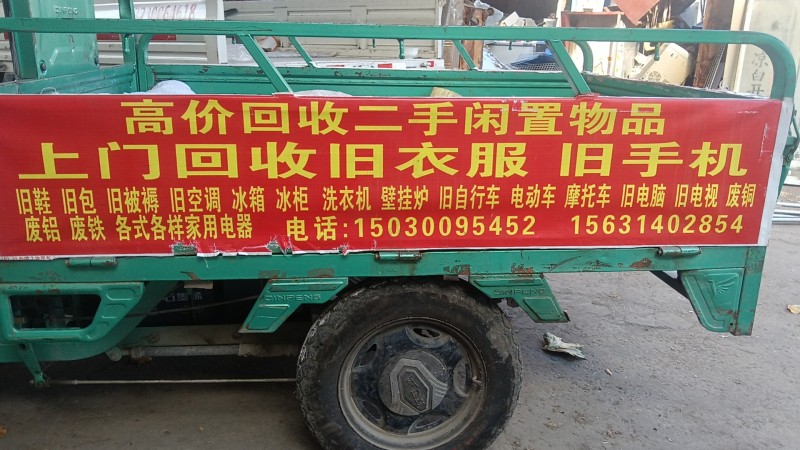 高价回收二手闲置物品
上门回收旧衣服 旧手机
旧鞋 旧包 旧被褥 旧空调 冰箱 冰柜 洗衣机 壁挂炉 旧自行车 电动车 摩托车 旧电脑 旧电视 废铜
废铝 废铁 各式各样家用电器 电话:15030095452 15631402854
JINPENG